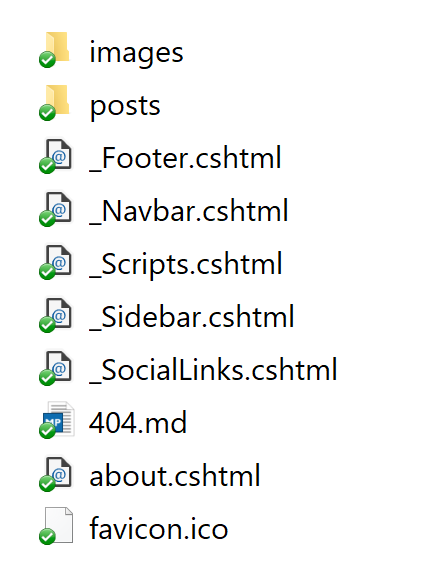 images
posts
_Footer.cshtml
_Navbar.cshtml
_Scripts.cshtml
_Sidebar.cshtml
_SocialLinks.cshtml
404.md
about.cshtml
favicon.ico